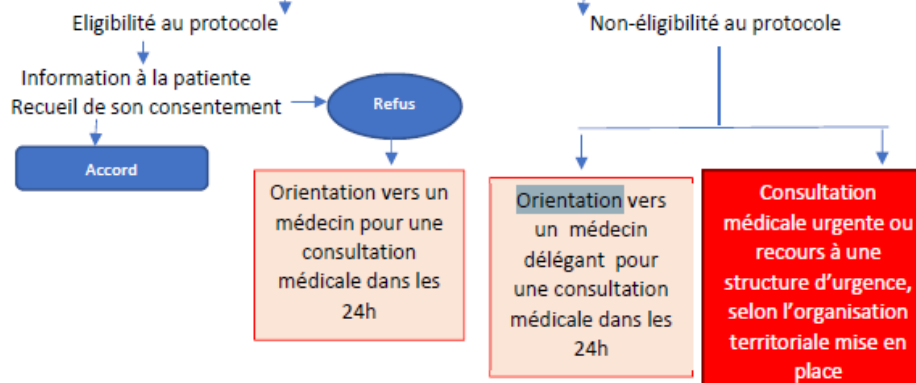 Eligibilité au protocole
Non-éligibilité au protocole
Information à la patiente
Recueil de son consentement
Refus
Accord
Orientation vers un
médecin pour une
consultation
médicale dans les
24h
Orientation vers
un médecin
délégant pour
une consultation
médicale dans les
24h
Consultation
médicale urgente ou
recours à une
structure d'urgence,
selon l'organisation
territoriale mise en
place